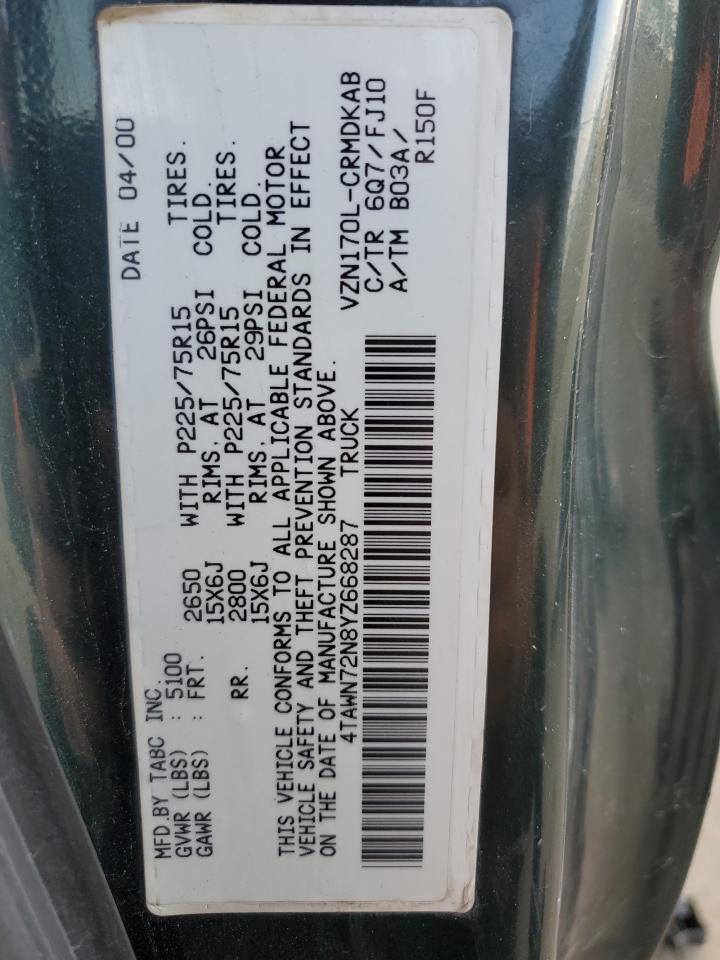 DATE 04/00
MFD.BY TABC INC.
GVWR (LBS) : 5100 WITH P225/75R15 TIRES.
GAWR (LBS) : FRT. 2650 15X6J RIMS. AT 26PSI COLD.
RR. 2800 WITH P225/75R15 TIRES.
15X6J RIMS. AT 29PSI COLD.
THIS VEHICLE CONFORMS TO ALL APPLICABLE FEDERAL MOTOR
VEHICLE SAFETY AND THEFT PREVENTION STANDARDS IN EFFECT
ON THE DATE OF MANUFACTURE SHOWN ABOVE.
4TAWN72N8YZ668287 TRUCK
VZN170L-CRMDKAB
C/TR 6Q7/FJ10
A/TM B03A/
R150F